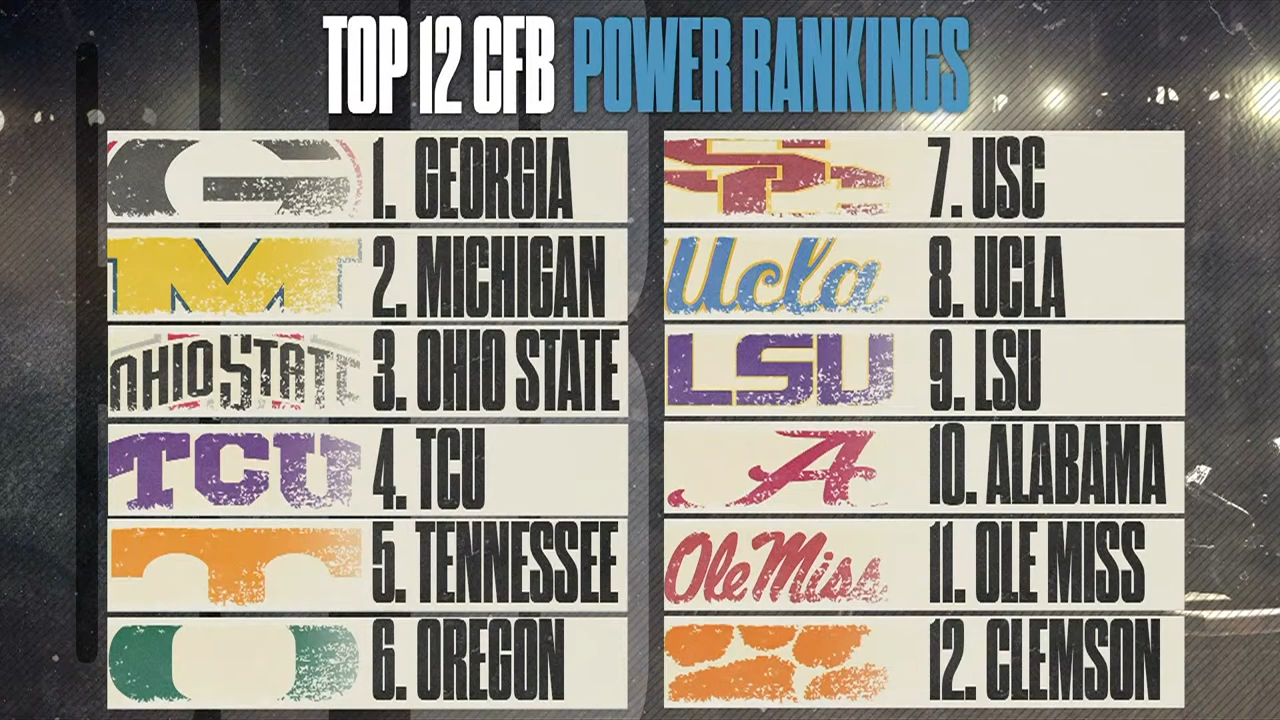 TOP 12 CFB POWER RANKINGS
1. GEORGIA
G
M
2. MICHIGAN
OHIO STATE
3. OHIO STATE
TCU
4. TCU
T
5. TENNESSEE
O
6. OREGON
SC
7. USC
Ucla
8. UCLA
LSU
9. LSU
A
10. ALABAMA
Ole Miss
11. OLE MISS
12. CLEMSON